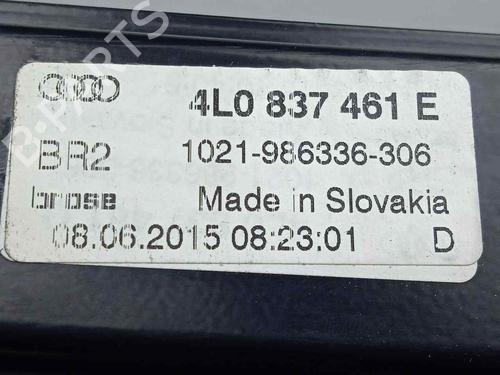 B-PARTS
4L0 837 461 E
BR2 1021-986336-306
brose Made in Slovakia
08.06.2015 08:23:01 D